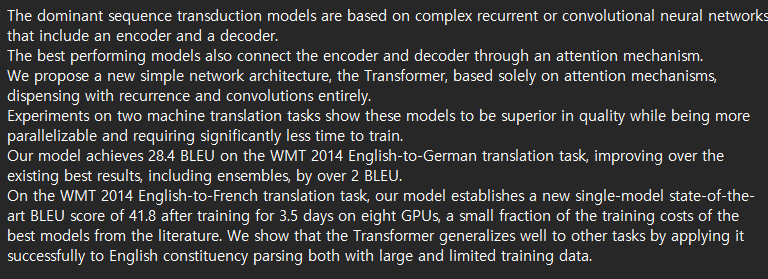 The dominant sequence transduction models are based on complex recurrent or convolutional neural networks
that include an encoder and a decoder.
The best performing models also connect the encoder and decoder through an attention mechanism.
We propose a new simple network architecture, the Transformer, based solely on attention mechanisms,
dispensing with recurrence and convolutions entirely.
Experiments on two machine translation tasks show these models to be superior in quality while being more
parallelizable and requiring significantly less time to train.
Our model achieves 28.4 BLEU on the WMT 2014 English-to-German translation task, improving over the
existing best results, including ensembles, by over 2 BLEU.
On the WMT 2014 English-to-French translation task, our model establishes a new single-model state-of-the-
art BLEU score of 41.8 after training for 3.5 days on eight GPUs, a small fraction of the training costs of the
best models from the literature. We show that the Transformer generalizes well to other tasks by applying it
successfully to English constituency parsing both with large and limited training data.